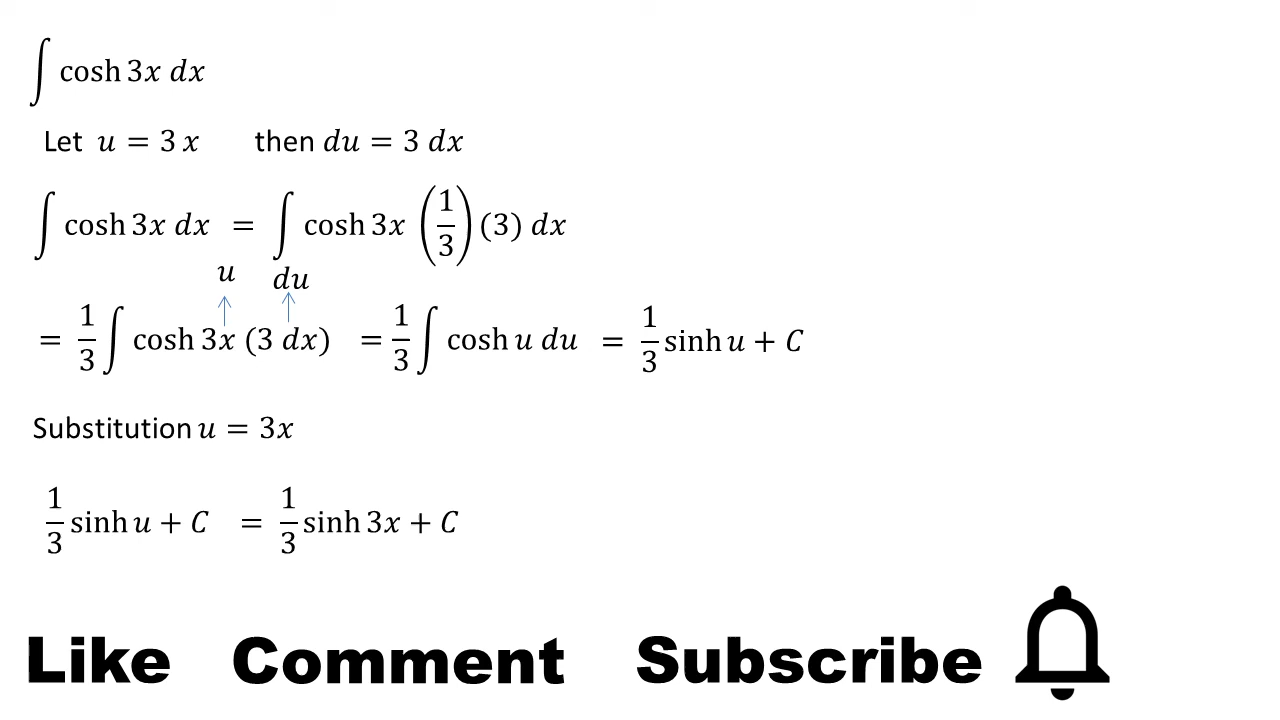 ∫ cosh 3x dx
Let u = 3 x then du = 3 dx
∫ cosh 3x dx = ∫ cosh 3x (1/3) (3) dx
u du
= 1/3 ∫ cosh 3x (3 dx) = 1/3 ∫ cosh u du = 1/3 sinh u + C
Substitution u = 3x
1/3 sinh u + C = 1/3 sinh 3x + C
Like Comment Subscribe